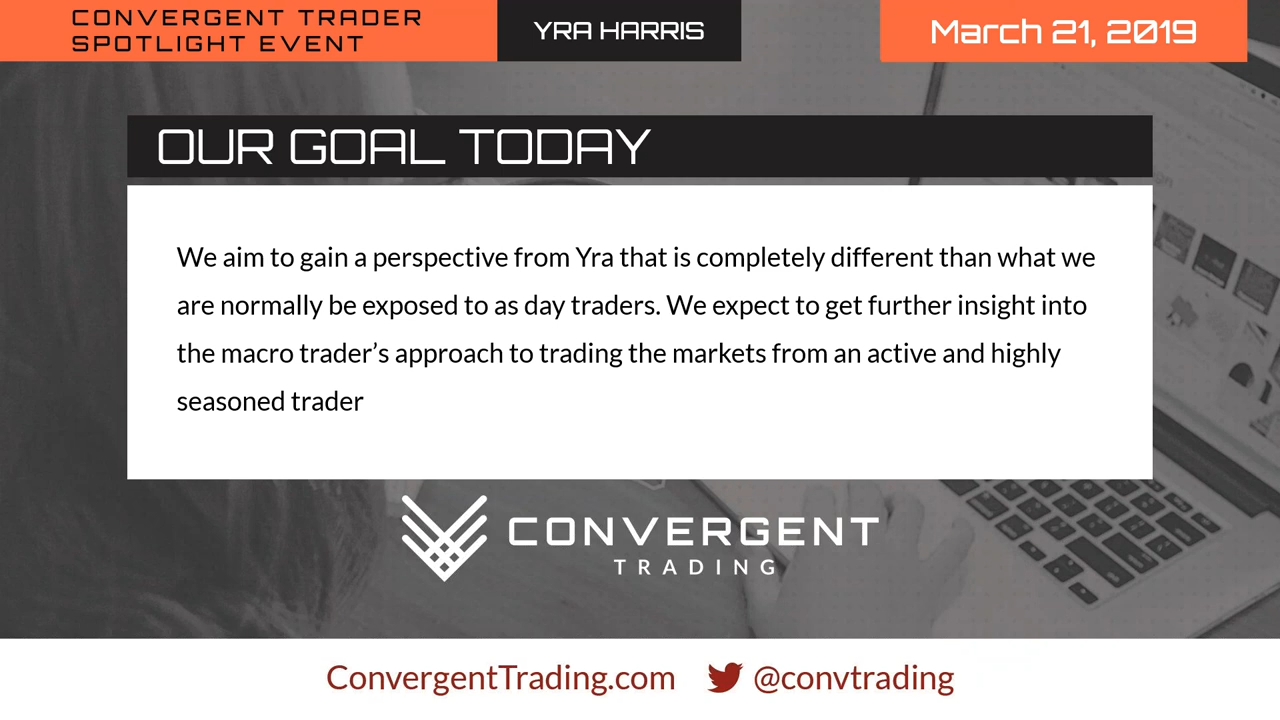 CONVERGENT TRADER
SPOTLIGHT EVENT
YRA HARRIS
March 21, 2019
OUR GOAL TODAY
We aim to gain a perspective from Yra that is completely different than what we
are normally be exposed to as day traders. We expect to get further insight into
the macro trader’s approach to trading the markets from an active and highly
seasoned trader
CONVERGENT
TRADING
ConvergentTrading.com @convtrading